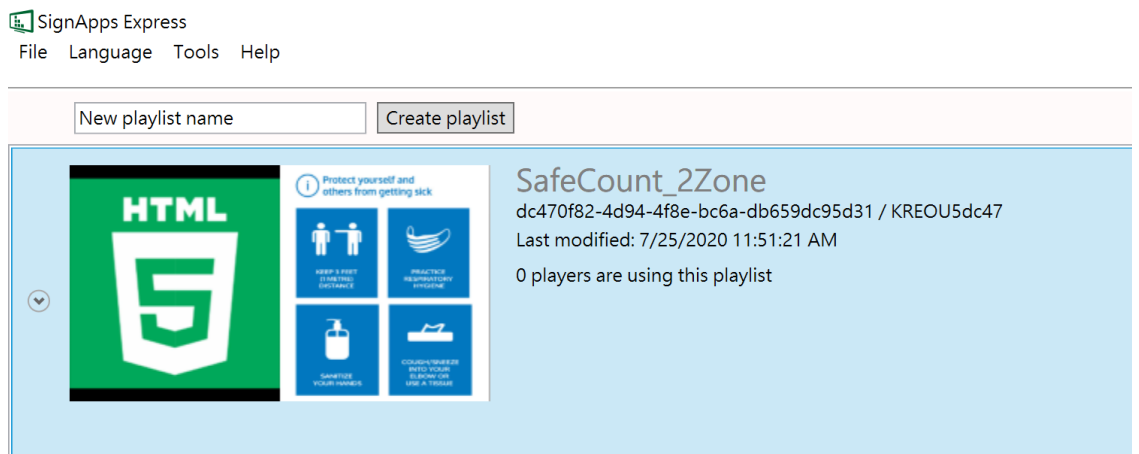 SignApps Express
File Language Tools Help
New playlist name
Create playlist
HTML
5
i
Protect yourself and
others from getting sick
KEEP 3 FEET
(1 METRE)
DISTANCE
PRACTICE
RESPIRATORY
HYGIENE
SANITIZE
YOUR HANDS
COUGH/SNEEZE
INTO YOUR
ELBOW OR
USE A TISSUE
SafeCount_2Zone
dc470f82-4d94-4f8e-bc6a-db659dc95d31 / KREOU5dc47
Last modified: 7/25/2020 11:51:21 AM
0 players are using this playlist